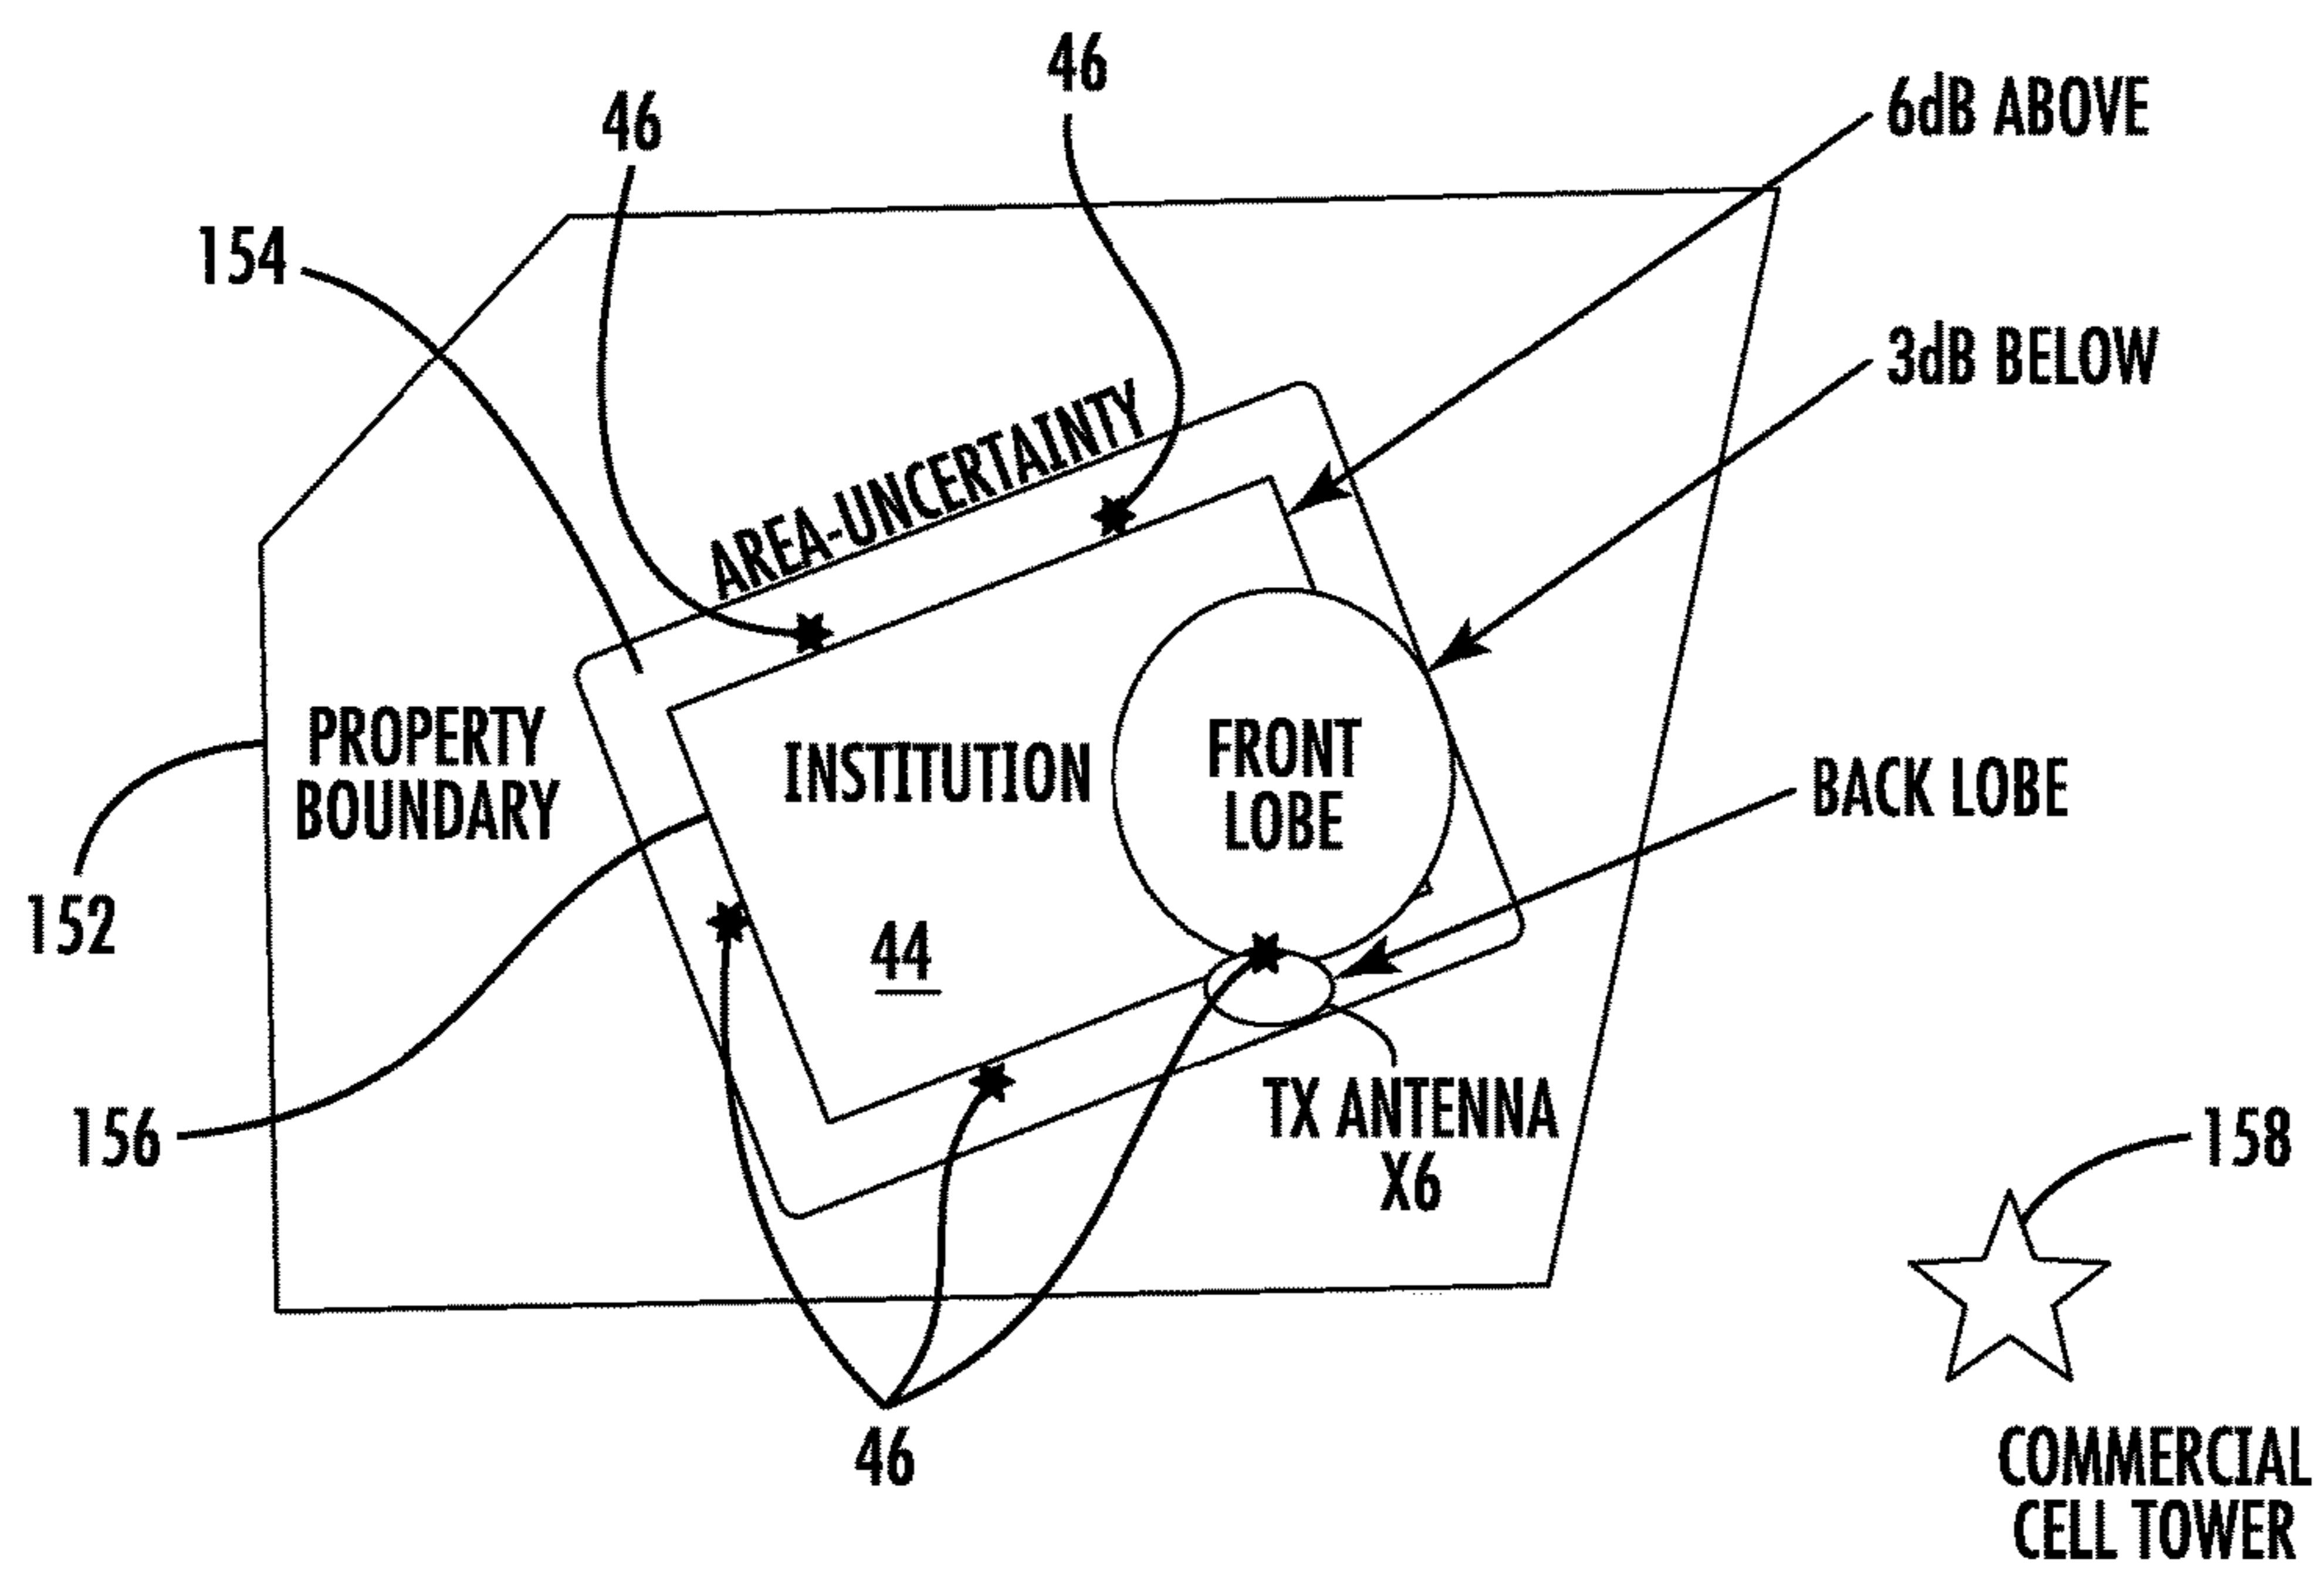 46
46
6dB ABOVE
154
3dB BELOW
AREA-UNCERTAINTY
PROPERTY
BOUNDARY
INSTITUTION
FRONT
LOBE
BACK LOBE
152
44
TX ANTENNA
X6
156
158
46
COMMERCIAL
CELL TOWER